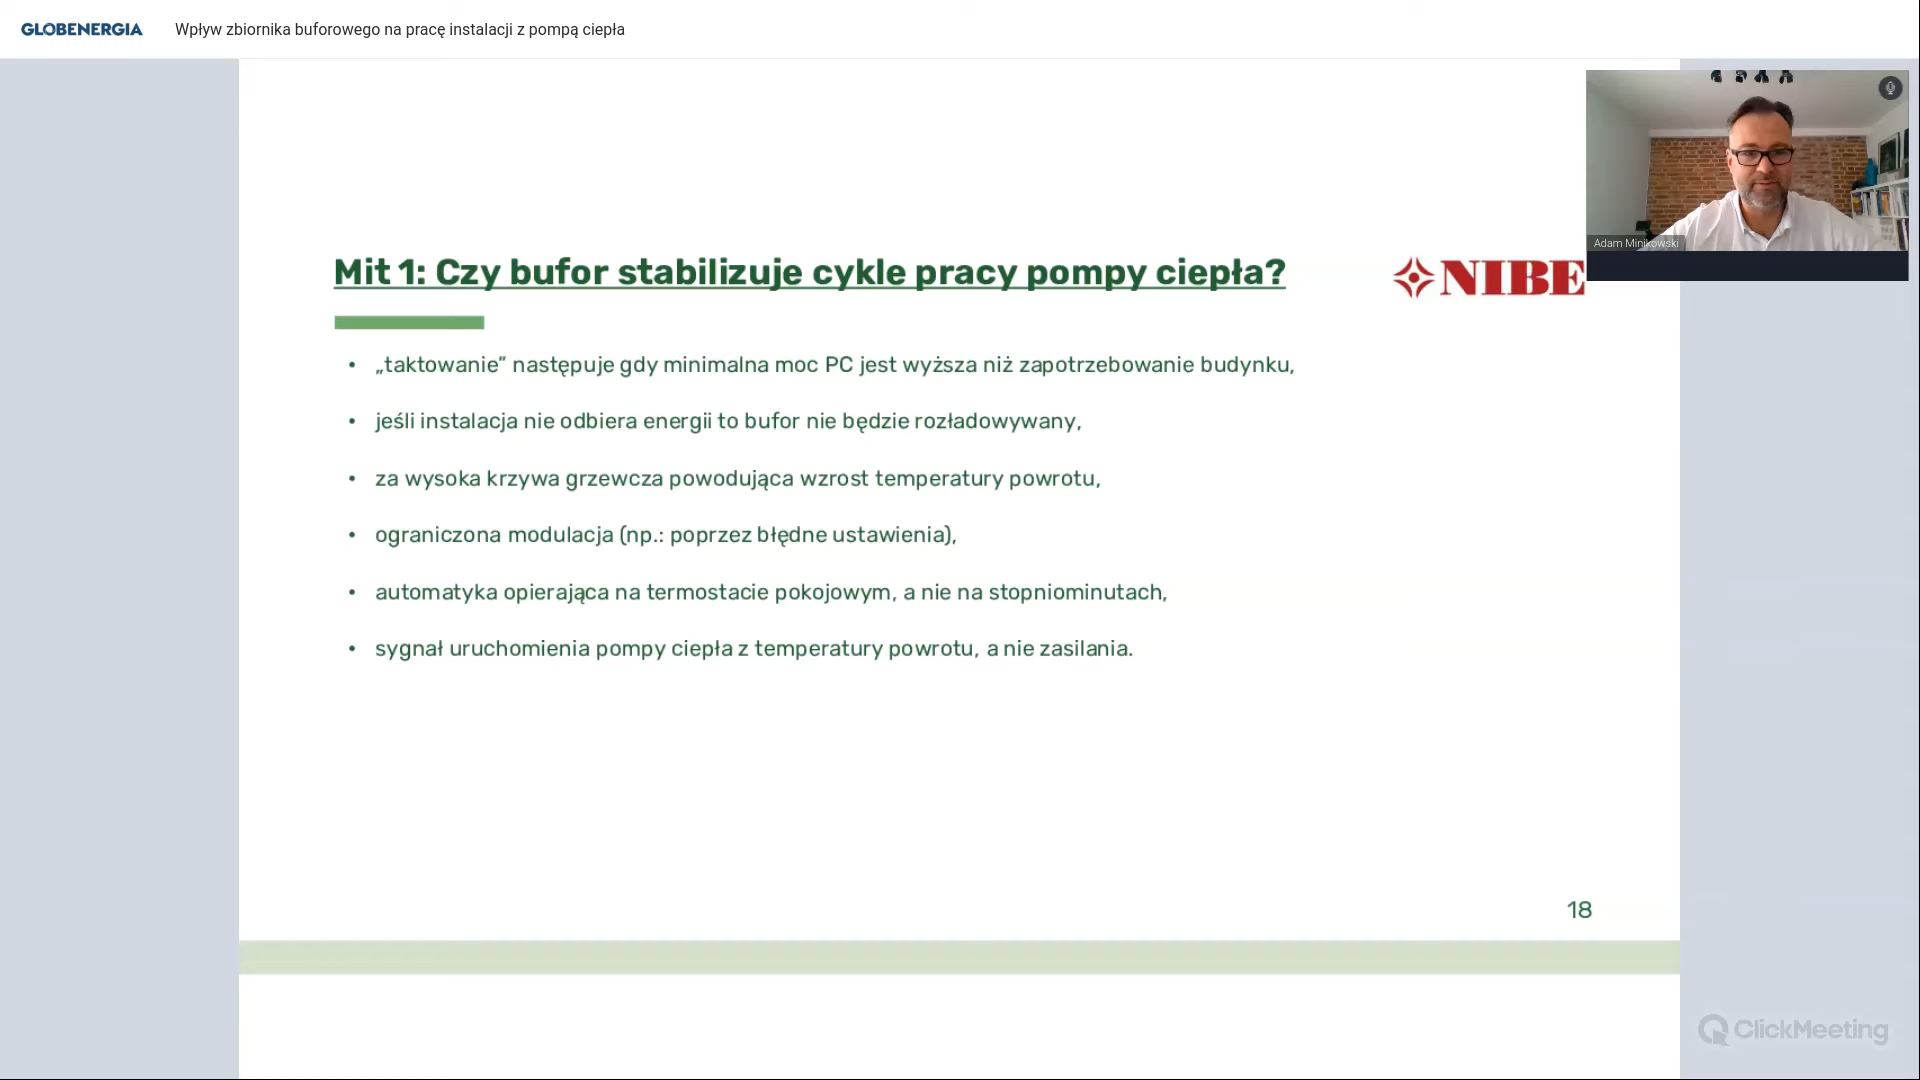 GLOBENERGIA
Wpływ zbiornika buforowego na pracę instalacji z pompą ciepła
Adam Minikowski
Mit 1: Czy bufor stabilizuje cykle pracy pompy ciepła?
NIBE
• „taktowanie” następuje gdy minimalna moc PC jest wyższa niż zapotrzebowanie budynku,
• jeśli instalacja nie odbiera energii to bufor nie będzie rozładowywany,
• za wysoka krzywa grzewcza powodująca wzrost temperatury powrotu,
• ograniczona modulacja (np.: poprzez błędne ustawienia),
• automatyka opierająca na termostacie pokojowym, a nie na stopniominutach,
• sygnał uruchomienia pompy ciepła z temperatury powrotu, a nie zasilania.
18
ClickMeeting